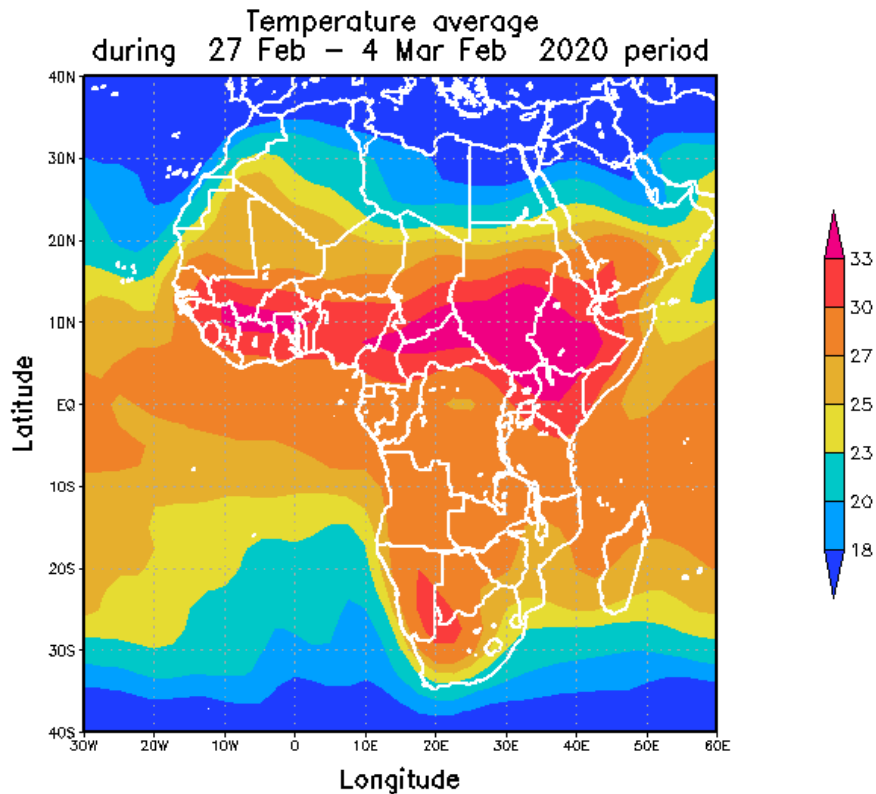 Temperature average
during 27 Feb – 4 Mar Feb 2020 period
40N
30N
20N
10N
EQ
10S
20S
30S
40S
Latitude
30W 20W 10W 0 10E 20E 30E 40E 50E 60E
Longitude
33
30
27
25
23
20
18